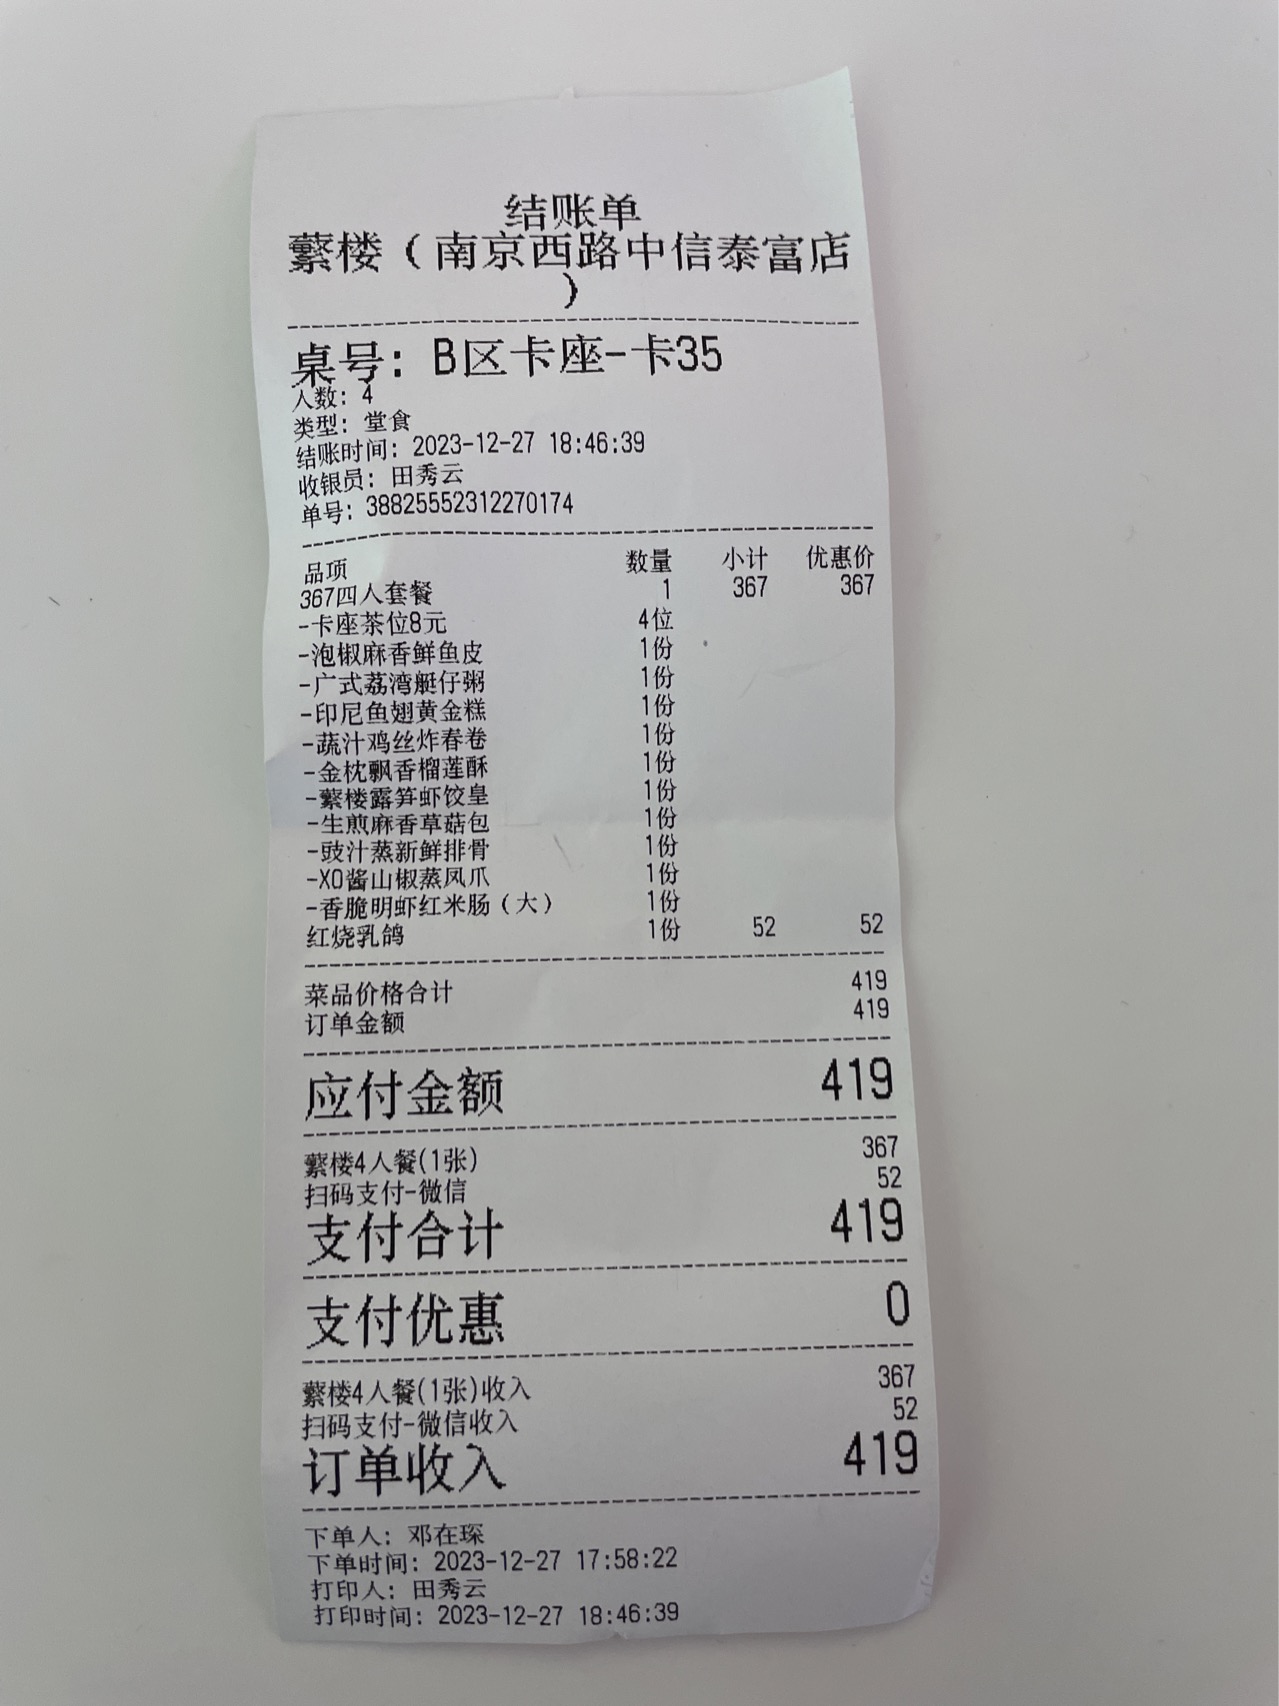 结账单
蘩楼（南京西路中信泰富店
）
桌号: B区卡座-卡35
人数: 4
类型: 堂食
结账时间: 2023-12-27 18:46:39
收银员: 田秀云
单号: 38825552312270174
品项 数量 小计 优惠价
367四人套餐 1 367 367
-卡座茶位8元 4位
-泡椒麻香鲜鱼皮 1份
-广式荔湾艇仔粥 1份
-印尼鱼翅黄金糕 1份
-蔬汁鸡丝炸春卷 1份
-金枕飘香榴莲酥 1份
-蘩楼露笋虾饺皇 1份
-生煎麻香草菇包 1份
-豉汁蒸新鲜排骨 1份
-XO酱山椒蒸凤爪 1份
-香脆明虾红米肠（大） 1份
红烧乳鸽 1份 52 52
菜品价格合计 419
订单金额 419
应付金额 419
蘩楼4人餐(1张) 367
扫码支付-微信 52
支付合计 419
支付优惠 0
蘩楼4人餐(1张)收入 367
扫码支付-微信收入 52
订单收入 419
下单人: 邓在琛
下单时间: 2023-12-27 17:58:22
打印人: 田秀云
打印时间: 2023-12-27 18:46:39